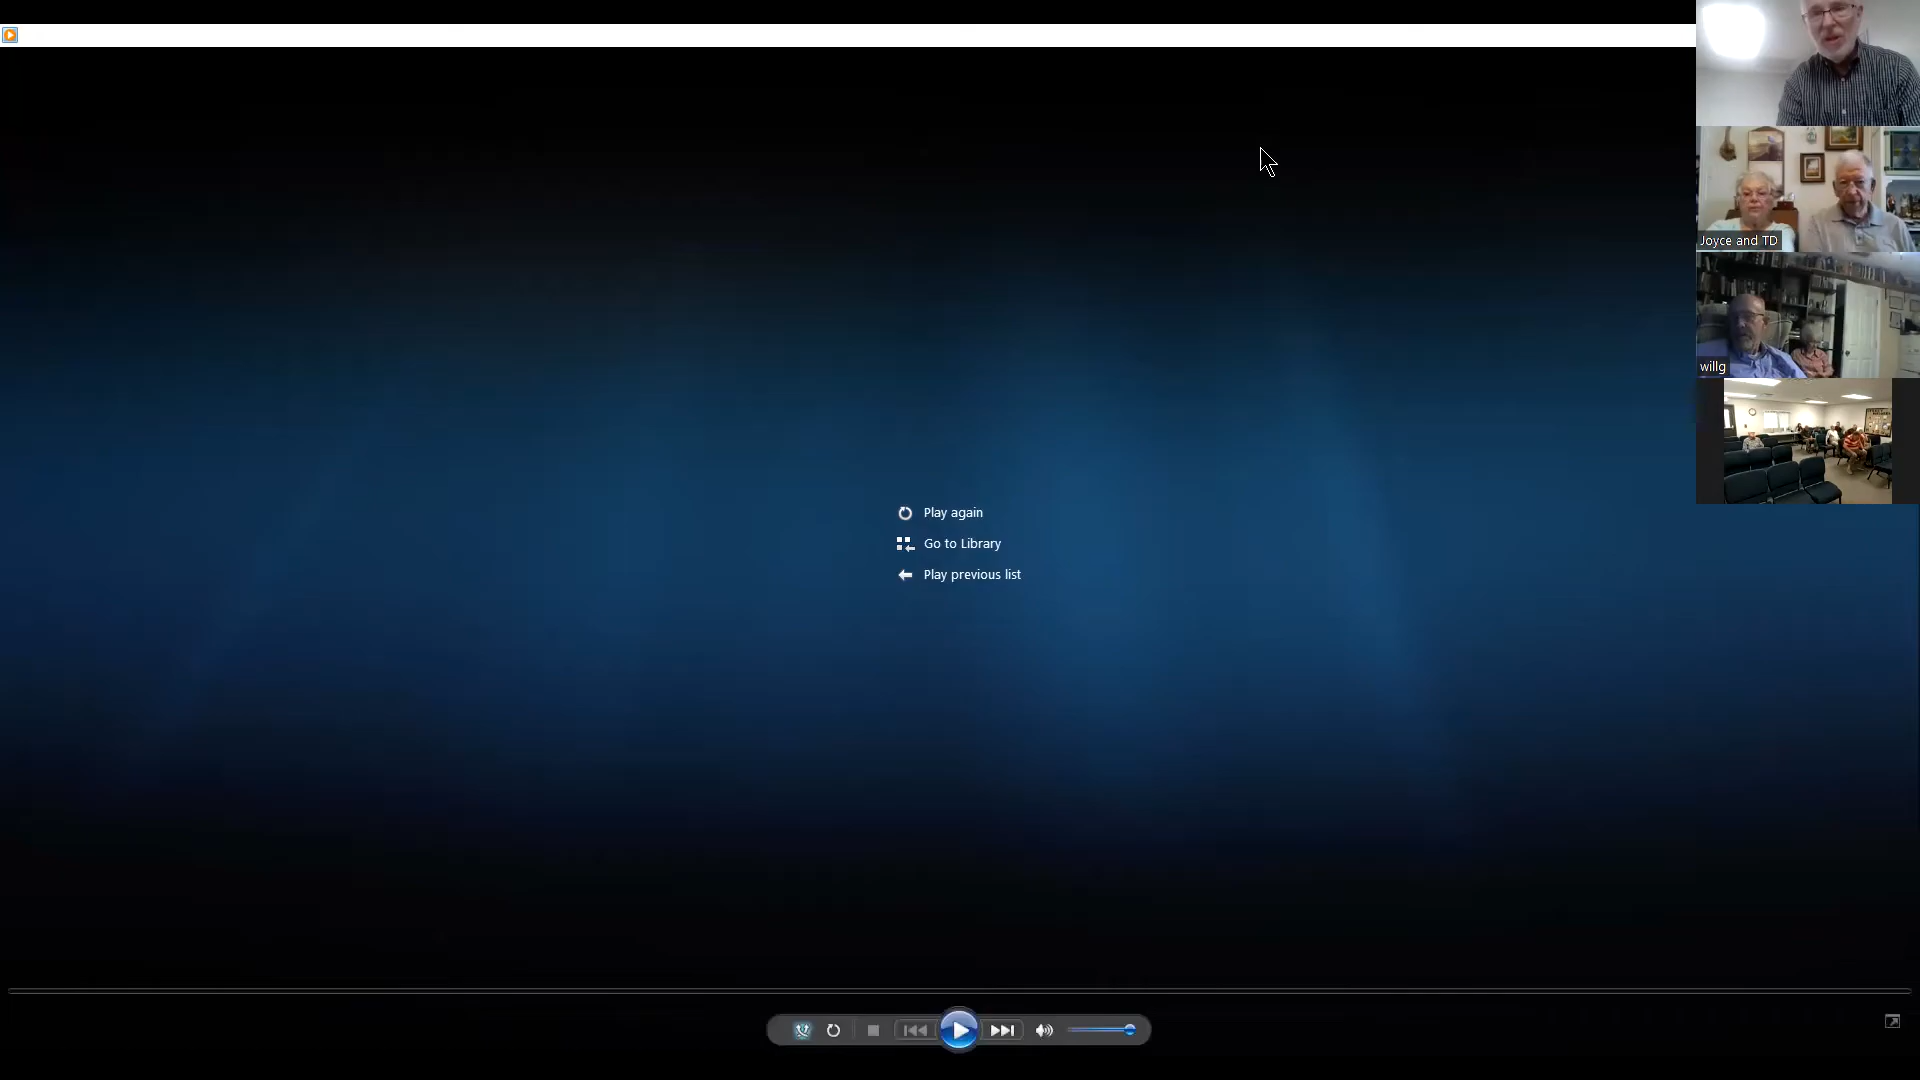 Play again
Go to Library
Play previous list
Joyce and TD
willg